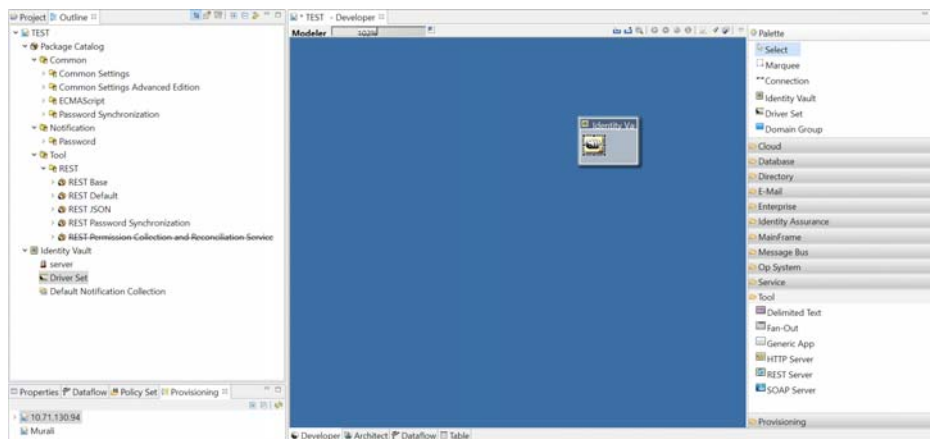 Project Outline
TEST
Package Catalog
Common
Common Settings
Common Settings Advanced Edition
ECMAScript
Password Synchronization
Notification
Password
Tool
REST
REST Base
REST Default
REST JSON
REST Password Synchronization
REST Permission Collection and Reconciliation Service
Identity Vault
server
Driver Set
Default Notification Collection
Properties Dataflow Policy Set Provisioning
10.71.130.94
Murali
*TEST - Developer
Modeler
Identity Va
Developer Architect Dataflow Table
Palette
Select
Marquee
Connection
Identity Vault
Driver Set
Domain Group
Cloud
Database
Directory
E-Mail
Enterprise
Identity Assurance
MainFrame
Message Bus
Op System
Service
Tool
Delimited Text
Fan-Out
Generic App
HTTP Server
REST Server
SOAP Server
Provisioning